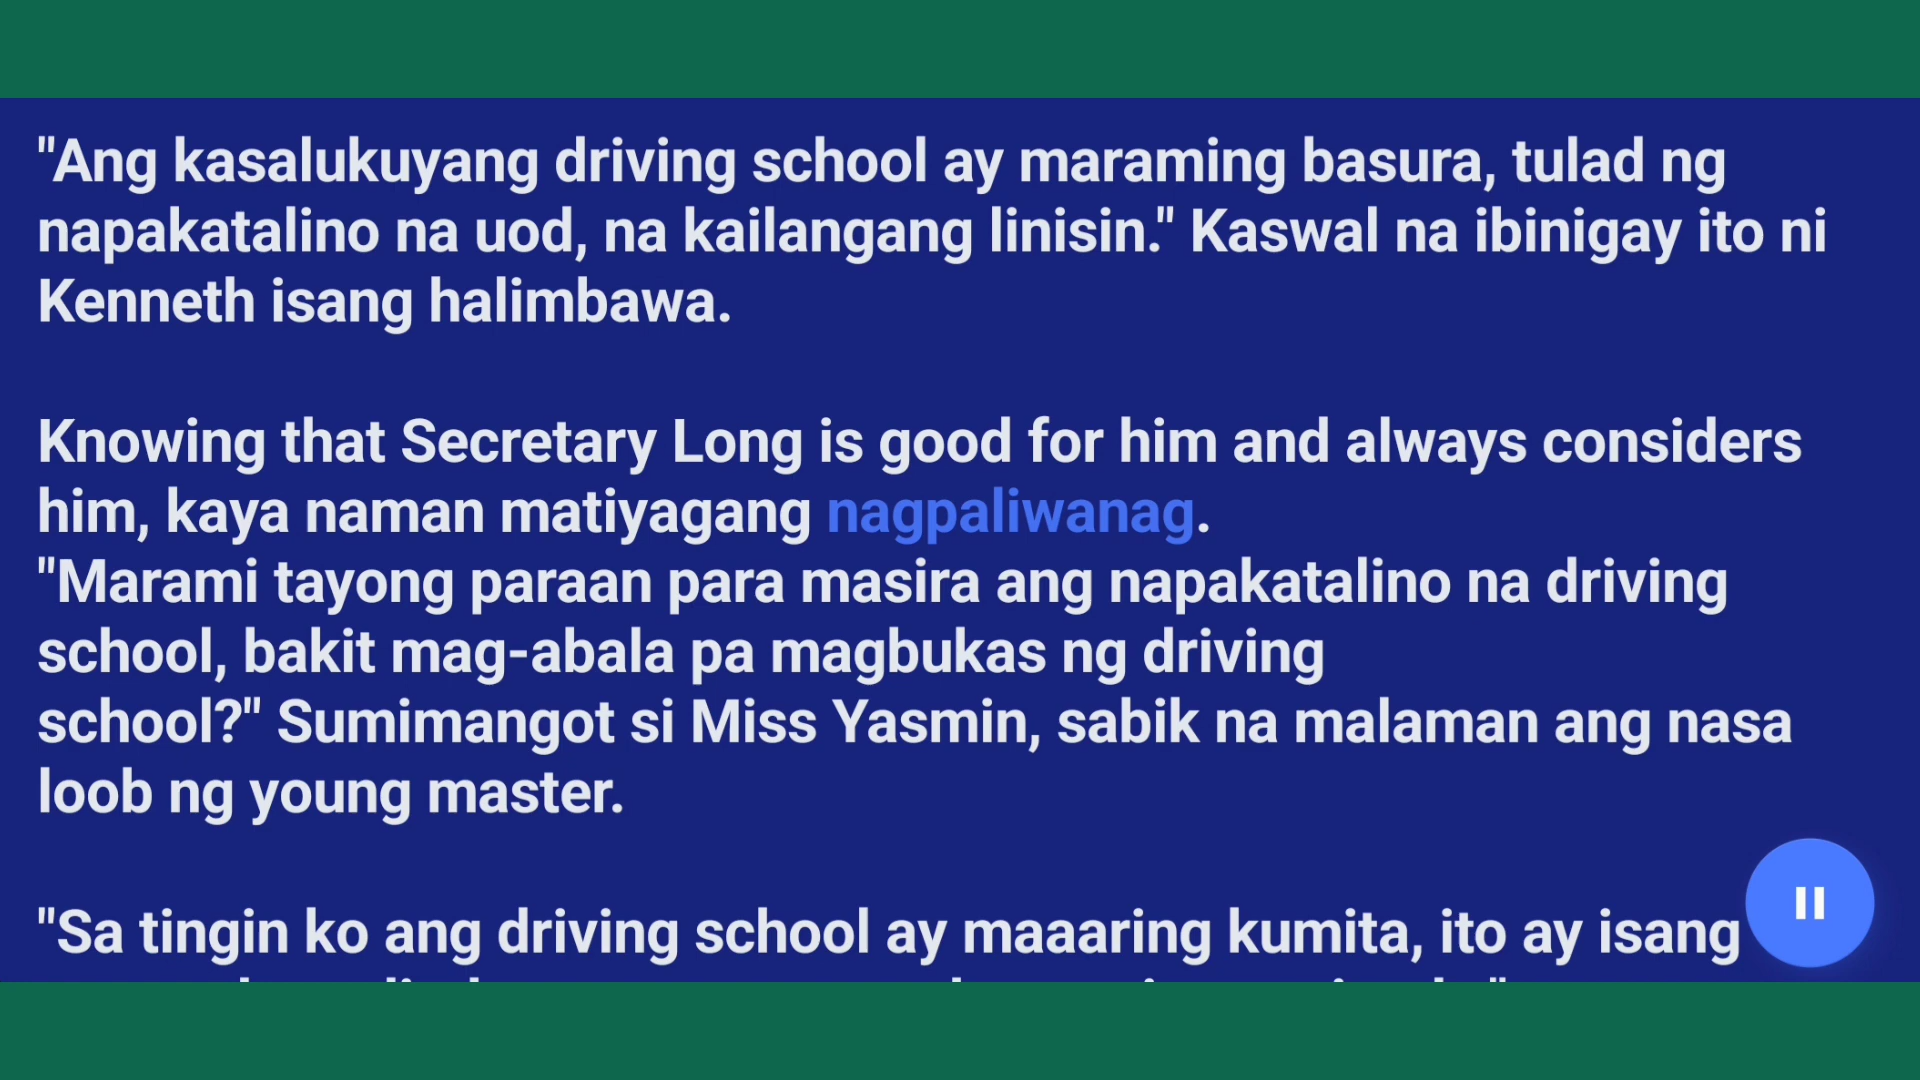 "Ang kasalukuyang driving school ay maraming basura, tulad ng
napakatalino na uod, na kailangang linisin." Kaswal na ibinigay ito ni
Kenneth isang halimbawa.
Knowing that Secretary Long is good for him and always considers
him, kaya naman matiyagang nagpaliwanag.
"Marami tayong paraan para masira ang napakatalino na driving
school, bakit mag-abala pa magbukas ng driving
school?" Sumimangot si Miss Yasmin, sabik na malaman ang nasa
loob ng young master.
"Sa tingin ko ang driving school ay maaaring kumita, ito ay isang